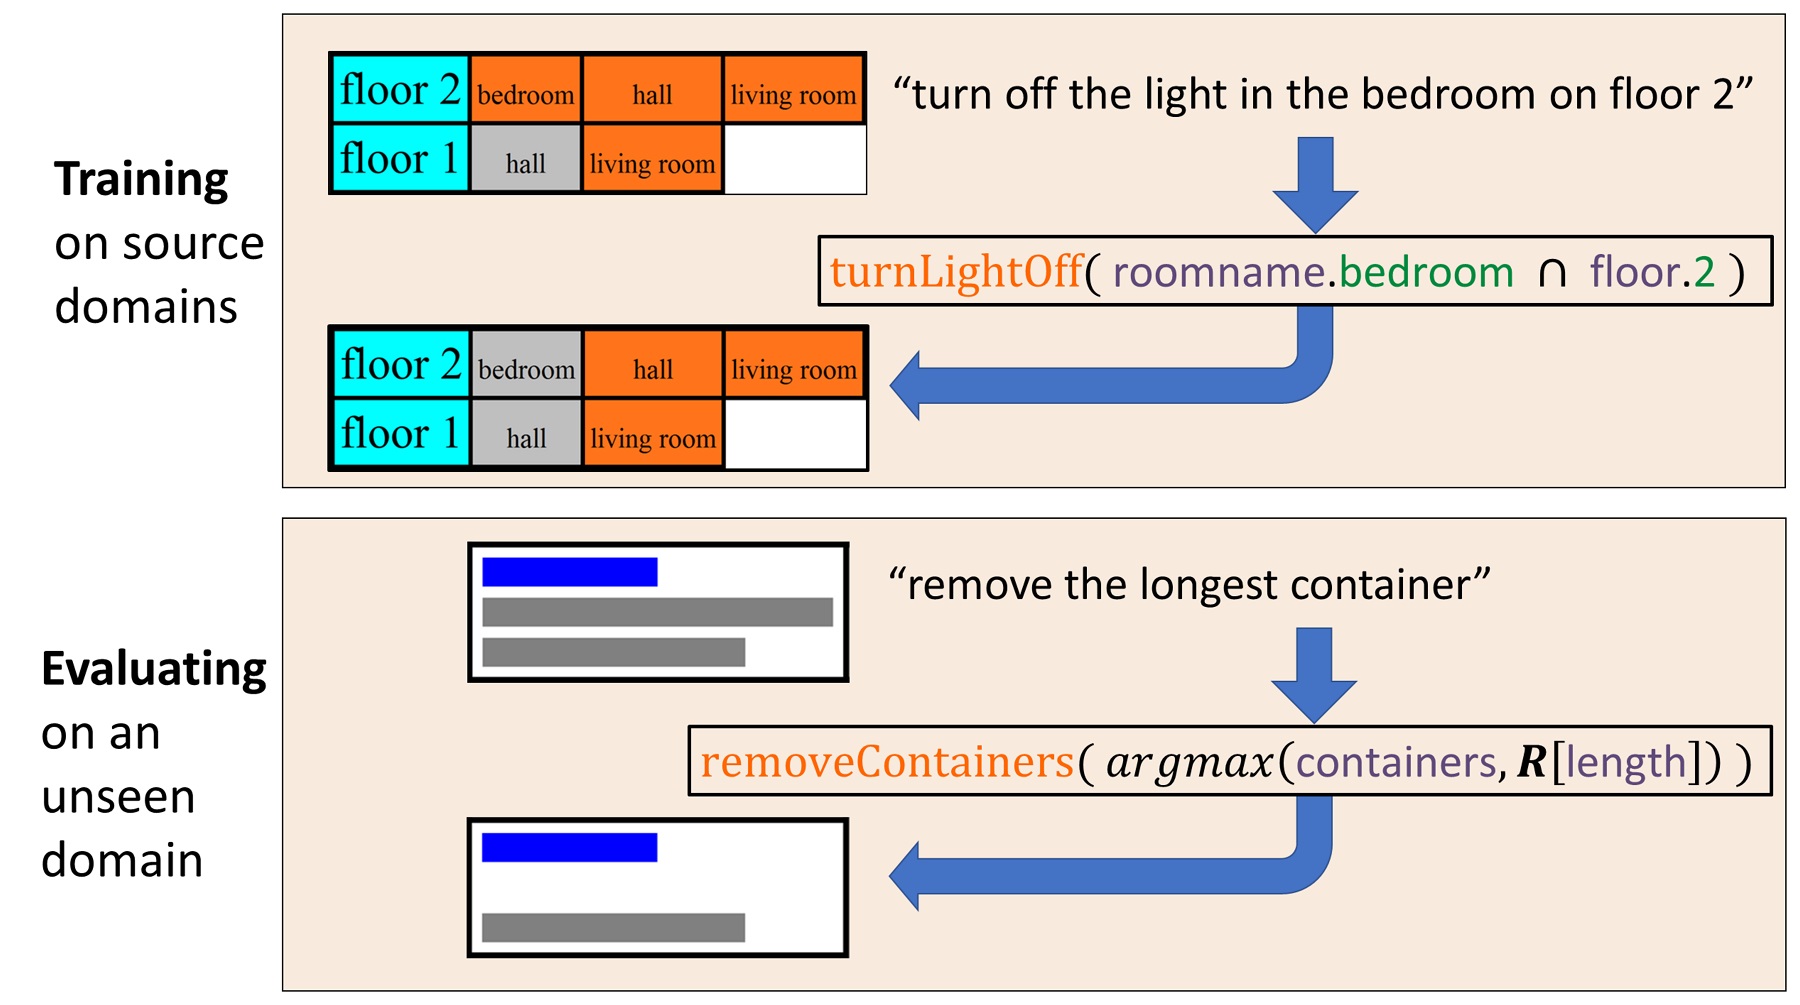 Training
on source
domains
floor 2 bedroom hall living room
floor 1 hall living room
“turn off the light in the bedroom on floor 2”
turnLightOff( roomname.bedroom ∩ floor.2 )
floor 2 bedroom hall living room
floor 1 hall living room
Evaluating
on an
unseen
domain
“remove the longest container”
removeContainers( argmax(containers, R[length]) )